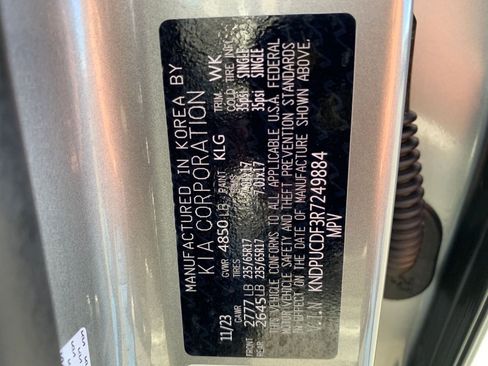 MANUFACTURED IN KOREA BY
KIA CORPORATION
11/23 GVWR 4850 LB PAINT KLG TRIM WK
GAWR TIRES COLD TIRE
FRONT 2777 LB 235/65R17 7.0JX17 35psi SINGLE
REAR 2645 LB 235/65R17 7.0JX17 35psi SINGLE
THIS VEHICLE CONFORMS TO ALL APPLICABLE U.S.A. FEDERAL
MOTOR VEHICLE SAFETY AND THEFT PREVENTION STANDARDS
IN EFFECT ON THE DATE OF MANUFACTURE SHOWN ABOVE.
KNDPUCDF3R7249884
MPV